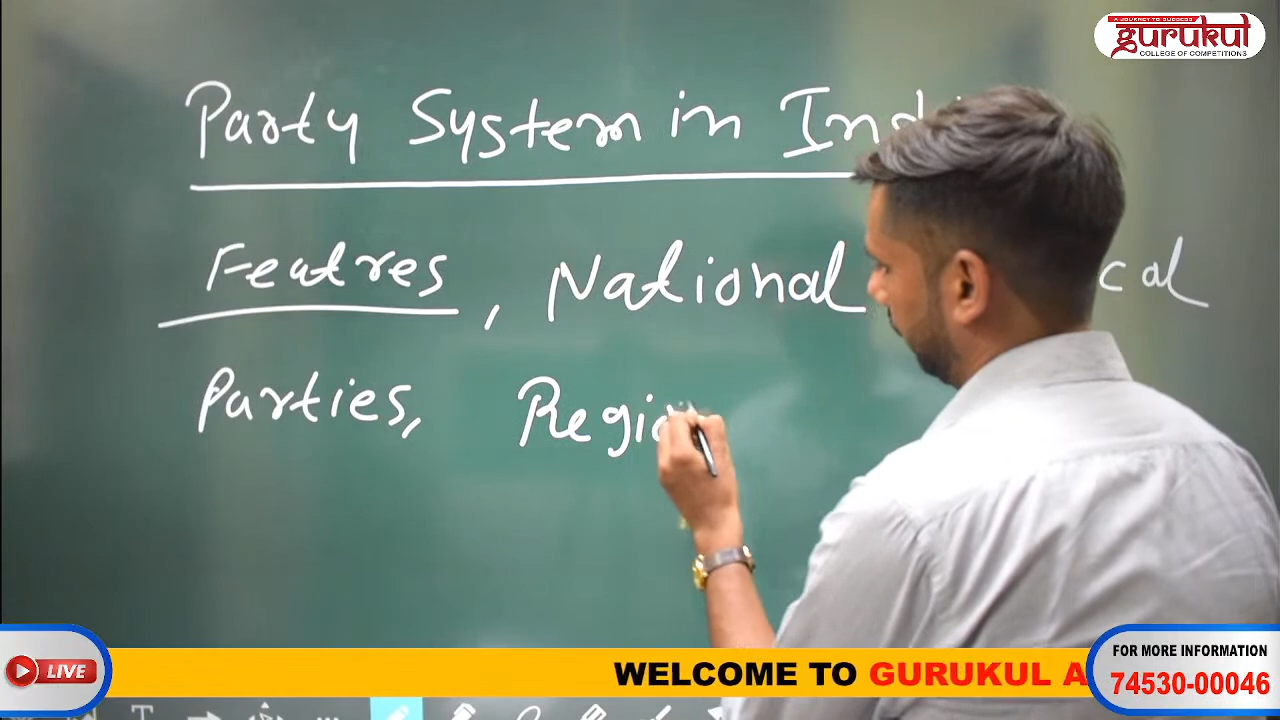 A JOURNEY TO SUCCESS
gurukul
COLLEGE OF COMPETITIONS
Party System in Ind
Featres, National cal
Parties, Regio
LIVE
WELCOME TO GURUKUL A
FOR MORE INFORMATION
74530-00046